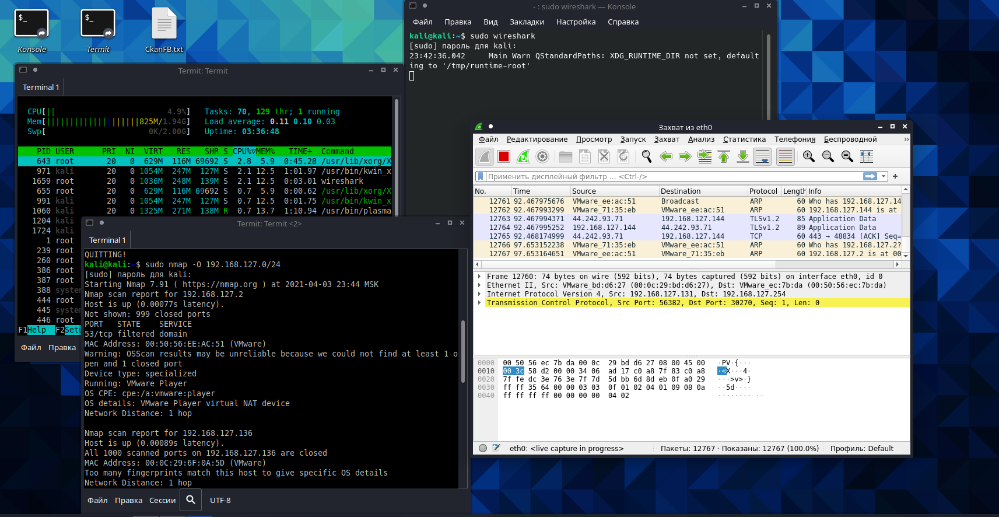 $_
$_
Konsole
Termit
CkanFB.txt
- : sudo wireshark — Konsole
Файл Правка Вид Закладки Настройка Справка
kali@kali:~$ sudo wireshark
[sudo] пароль для kali:
23:42:36.042     Main Warn QStandardPaths: XDG_RUNTIME_DIR not set, default
ing to '/tmp/runtime-root'
Termit: Termit
Terminal 1
CPU[|| 4.9%] Tasks: 70, 129 thr; 1 running
Mem[||||||||||||||||||||825M/1.94G] Load average: 0.11 0.10 0.03
Swp[ 0K/2.00G] Uptime: 03:36:48
PID USER PRI NI VIRT RES SHR S CPU%▽MEM% TIME+ Command
643 root 20 0 629M 116M 69692 S 2.8 5.9 0:45.28 /usr/lib/xorg/X
971 kali 20 0 1054M 247M 127M S 2.1 12.5 1:01.97 /usr/bin/kwin_x
1659 root 20 0 1036M 248M 139M S 2.1 12.5 0:03.01 wireshark
655 root 20 0 629M 116M 69692 S 0.7 5.9 0:00.62 /usr/lib/xorg/X
991 kali 20 0 1054M 247M 127M S 0.7 12.5 0:01.75 /usr/bin/kwin_x
1060 kali 20 0 1325M 271M 138M R 0.7 13.7 1:10.94 /usr/bin/plasma
1204 kali
1724 kali
1 root
239 root
260 root
386 root
387 root
388 system
444 root
445 system
446 root
F1Help F2Setu
Файл Правка
Termit: Termit <2>
Terminal 1
QUITTING!
kali@kali:~$ sudo nmap -O 192.168.127.0/24
[sudo] пароль для kali:
Starting Nmap 7.91 ( https://nmap.org ) at 2021-04-03 23:44 MSK
Nmap scan report for 192.168.127.2
Host is up (0.00077s latency).
Not shown: 999 closed ports
PORT   STATE    SERVICE
53/tcp filtered domain
MAC Address: 00:50:56:EE:AC:51 (VMware)
Warning: OSScan results may be unreliable because we could not find at least 1 o
pen and 1 closed port
Device type: specialized
Running: VMware Player
OS CPE: cpe:/a:vmware:player
OS details: VMware Player virtual NAT device
Network Distance: 1 hop
Nmap scan report for 192.168.127.136
Host is up (0.00089s latency).
All 1000 scanned ports on 192.168.127.136 are closed
MAC Address: 00:0C:29:6F:0A:5D (VMware)
Too many fingerprints match this host to give specific OS details
Network Distance: 1 hop
Файл Правка Сессии UTF-8
Захват из eth0
Файл Редактирование Просмотр Запуск Захват Анализ Статистика Телефония Беспроводной »
Применить дисплейный фильтр ... <Ctrl-/> +
No. Time Source Destination Protocol Length Info
12761 92.467975676 VMware_ee:ac:51 Broadcast ARP 60 Who has 192.168.127.14
12762 92.467993299 VMware_71:35:eb VMware_ee:ac:51 ARP 60 192.168.127.144 is at
12763 92.467994371 44.242.93.71 192.168.127.144 TLSv1.2 85 Application Data
12764 92.467995252 192.168.127.144 44.242.93.71 TLSv1.2 89 Application Data
12765 92.468174999 44.242.93.71 192.168.127.144 TCP 60 443 → 48834 [ACK] Seq=
12766 97.653152238 VMware_71:35:eb VMware_ee:ac:51 ARP 60 Who has 192.168.127.2?
12767 97.653164651 VMware_ee:ac:51 VMware_71:35:eb ARP 60 192.168.127.2 is at 00
Frame 12760: 74 bytes on wire (592 bits), 74 bytes captured (592 bits) on interface eth0, id 0
Ethernet II, Src: VMware_bd:d6:27 (00:0c:29:bd:d6:27), Dst: VMware_ec:7b:da (00:50:56:ec:7b:da)
Internet Protocol Version 4, Src: 192.168.127.131, Dst: 192.168.127.254
Transmission Control Protocol, Src Port: 56382, Dst Port: 30270, Seq: 1, Len: 0
0000 00 50 56 ec 7b da 00 0c 29 bd d6 27 08 00 45 00 ·PV·{···
0010 00 3c 58 d2 00 00 34 06 ad 17 c0 a8 7f 83 c0 a8 ·<X···4·
0020 7f fe dc 3e 76 3e 7f 7d 5d bb 6d 8d eb 0f a0 29 ···>v>·}
0030 ff ff 35 64 00 00 03 03 0f 01 02 04 01 09 08 0a ··5d····
0040 ff ff ff ff 00 00 00 00 04 02 ········ ··
eth0: <live capture in progress> Пакеты: 12767 · Показаны: 12767 (100.0%) Профиль: Default